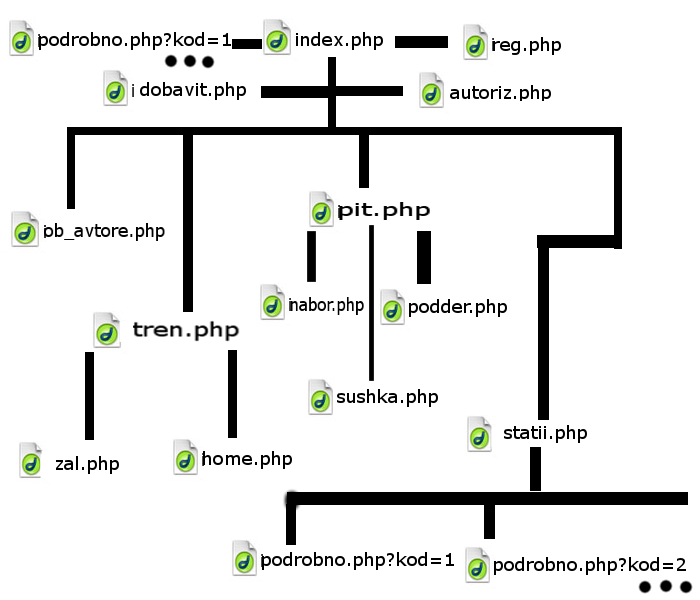 podrobno.php?kod=1 index.php reg.php
dobavit.php autoriz.php
ob_avtore.php pit.php
nabor.php podder.php
tren.php
sushka.php
statii.php
zal.php home.php
podrobno.php?kod=1 podrobno.php?kod=2